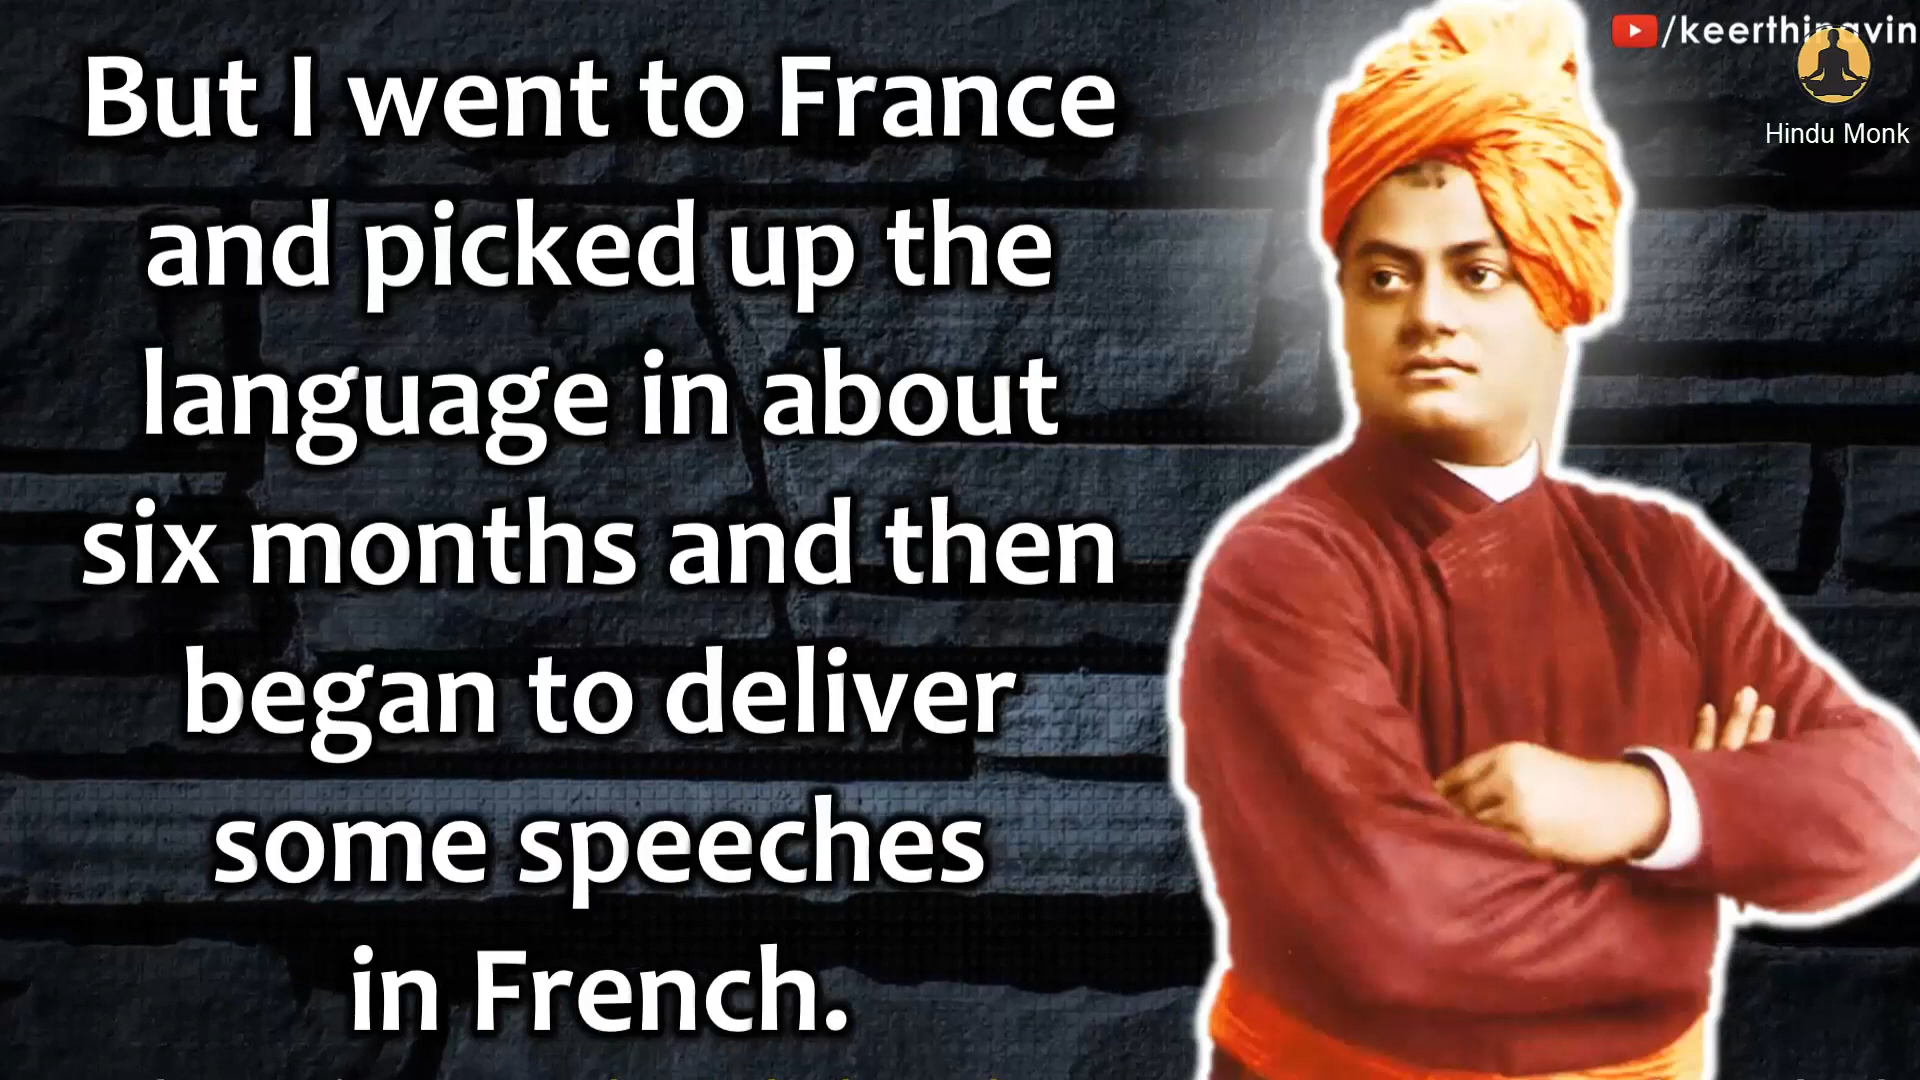 But I went to France
and picked up the
language in about
six months and then
began to deliver
some speeches
in French.
Hindu Monk